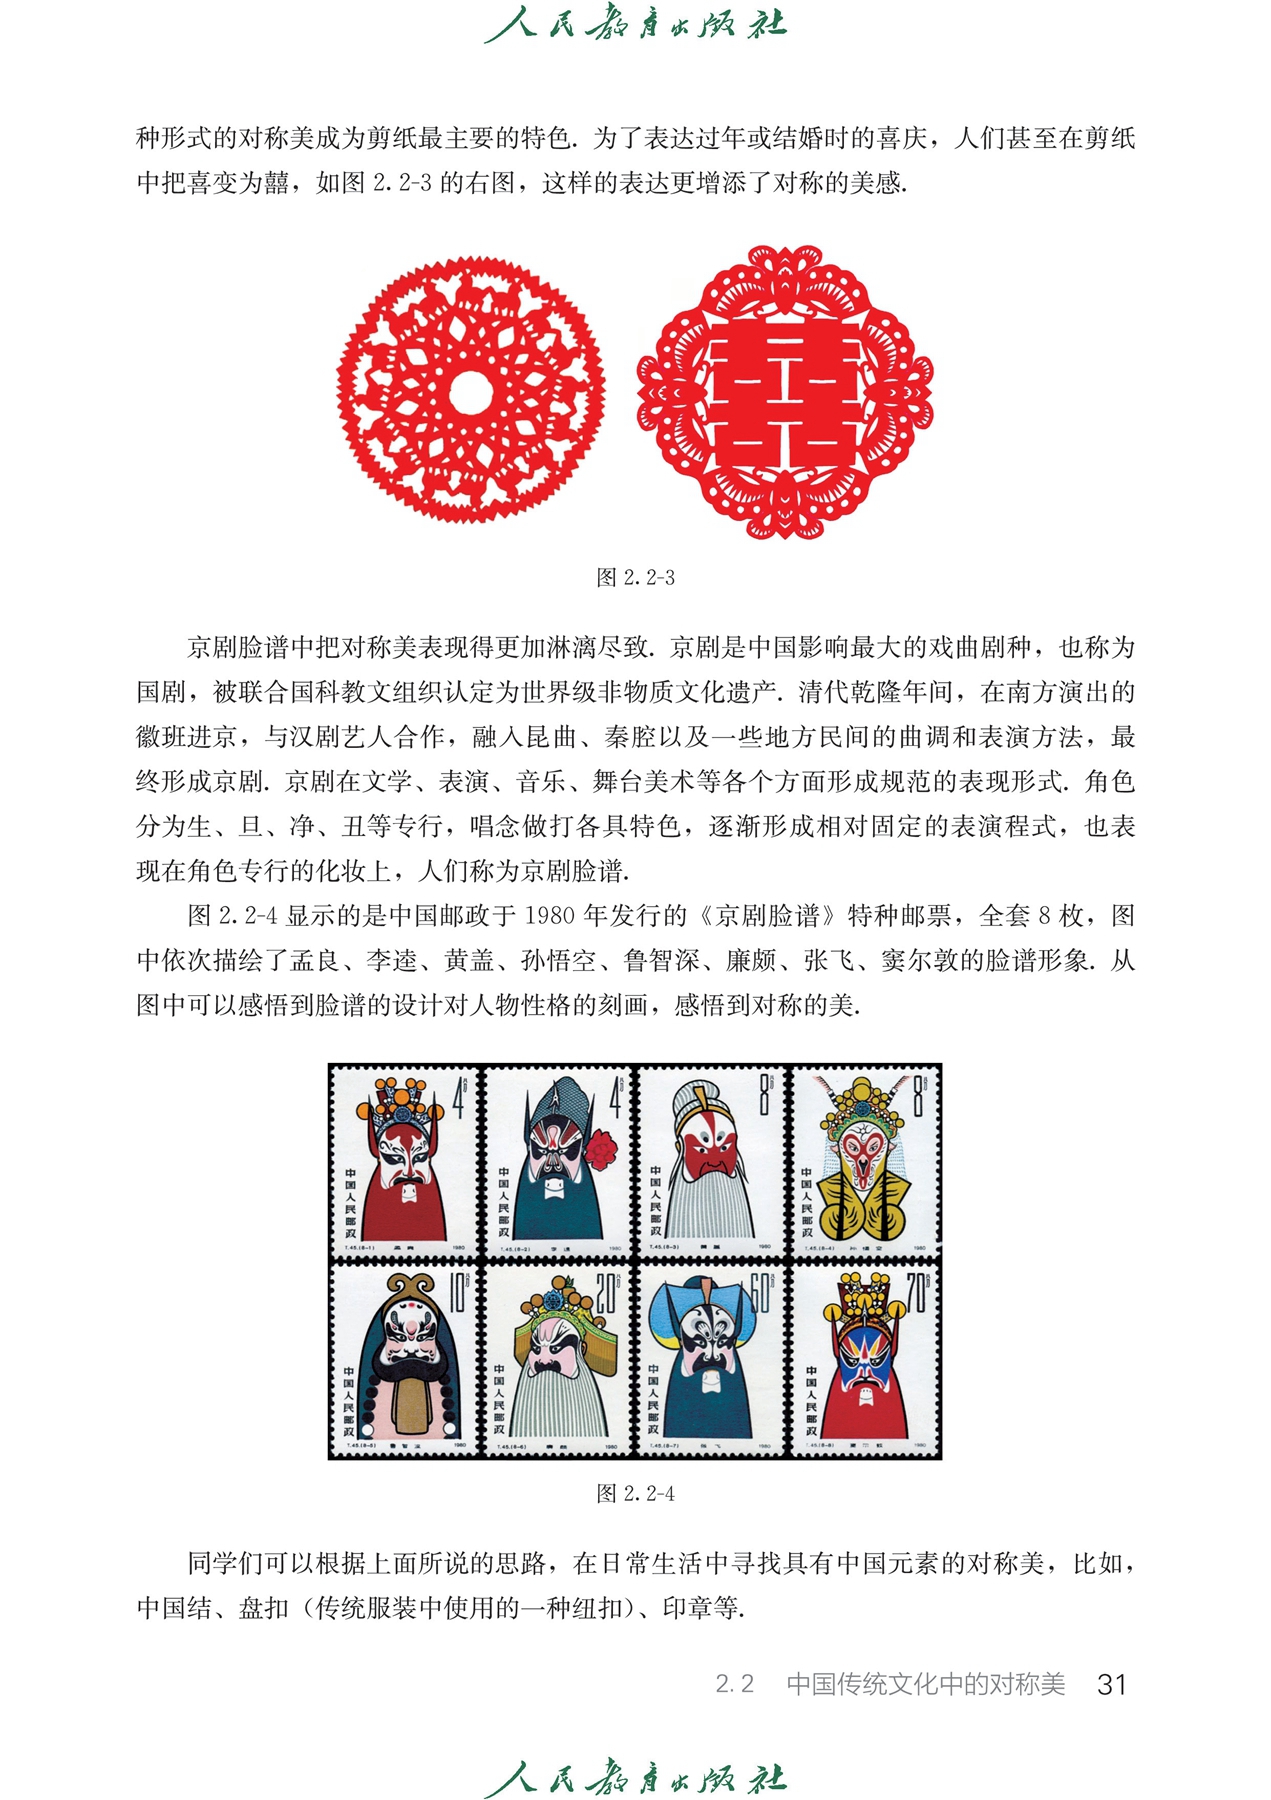 人民教育出版社
种形式的对称美成为剪纸最主要的特色. 为了表达过年或结婚时的喜庆，人们甚至在剪纸
中把喜变为囍，如图 2.2-3 的右图，这样的表达更增添了对称的美感.
图 2.2-3
京剧脸谱中把对称美表现得更加淋漓尽致. 京剧是中国影响最大的戏曲剧种，也称为
国剧，被联合国科教文组织认定为世界级非物质文化遗产. 清代乾隆年间，在南方演出的
徽班进京，与汉剧艺人合作，融入昆曲、秦腔以及一些地方民间的曲调和表演方法，最
终形成京剧. 京剧在文学、表演、音乐、舞台美术等各个方面形成规范的表现形式. 角色
分为生、旦、净、丑等专行，唱念做打各具特色，逐渐形成相对固定的表演程式，也表
现在角色专行的化妆上，人们称为京剧脸谱.
图 2.2-4 显示的是中国邮政于 1980 年发行的《京剧脸谱》特种邮票，全套 8 枚，图
中依次描绘了孟良、李逵、黄盖、孙悟空、鲁智深、廉颇、张飞、窦尔敦的脸谱形象. 从
图中可以感悟到脸谱的设计对人物性格的刻画，感悟到对称的美.
4
中国人民邮政
T.45.(8-1) 孟良 1980
4
中国人民邮政
T.45.(8-2) 李逵 1980
8
中国人民邮政
T.45.(8-3) 黄盖 1980
8
中国人民邮政
T.45.(8-4) 孙悟空 1980
10
中国人民邮政
T.45.(8-5) 鲁智深 1980
20
中国人民邮政
T.45.(8-6) 廉颇 1980
60
中国人民邮政
T.45.(8-7) 张飞 1980
70
中国人民邮政
T.45.(8-8) 窦尔敦 1980
图 2.2-4
同学们可以根据上面所说的思路，在日常生活中寻找具有中国元素的对称美，比如，
中国结、盘扣（传统服装中使用的一种纽扣）、印章等.
2.2 中国传统文化中的对称美 31
人民教育出版社